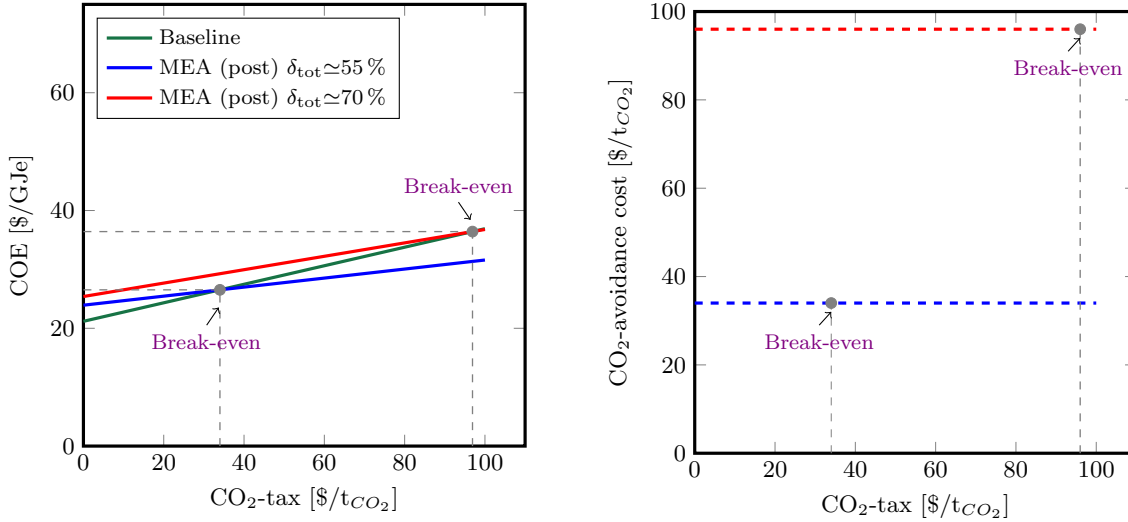 Baseline
MEA (post) δtot≃55 %
MEA (post) δtot≃70 %
Break-even
Break-even
COE [$/GJe]
0
20
40
60
0 20 40 60 80 100
CO2-tax [$/tCO2]
Break-even
Break-even
CO2-avoidance cost [$/tCO2]
0
20
40
60
80
100
0 20 40 60 80 100
CO2-tax [$/tCO2]